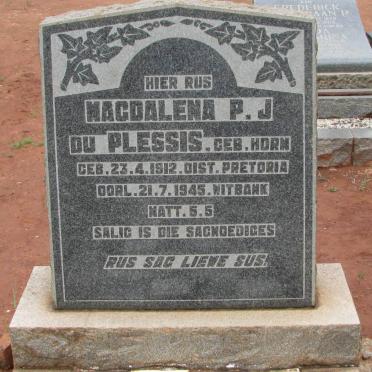 HIER RUS
MAGDALENA P.J
DU PLESSIS. GEB. HORN
GEB. 23.4.1912. DIST. PRETORIA
OORL. 21.7.1945. WITBANK
MATT. 5.5
SALIG IS DIE SAGMOEDIGES
RUS SAG LIEWE SUS.
FREDERICK